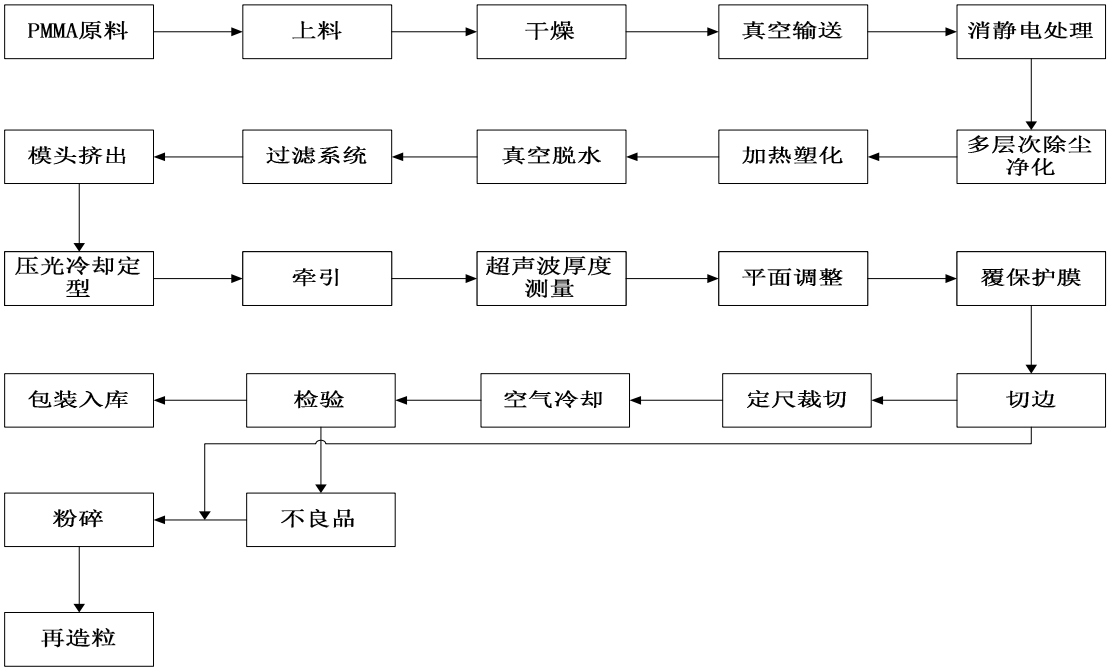 PMMA原料
上料
干燥
真空输送
消静电处理
模头挤出
过滤系统
真空脱水
加热塑化
多层次除尘
净化
压光冷却定
型
牵引
超声波厚度
测量
平面调整
覆保护膜
包装入库
检验
空气冷却
定尺裁切
切边
粉碎
不良品
再造粒